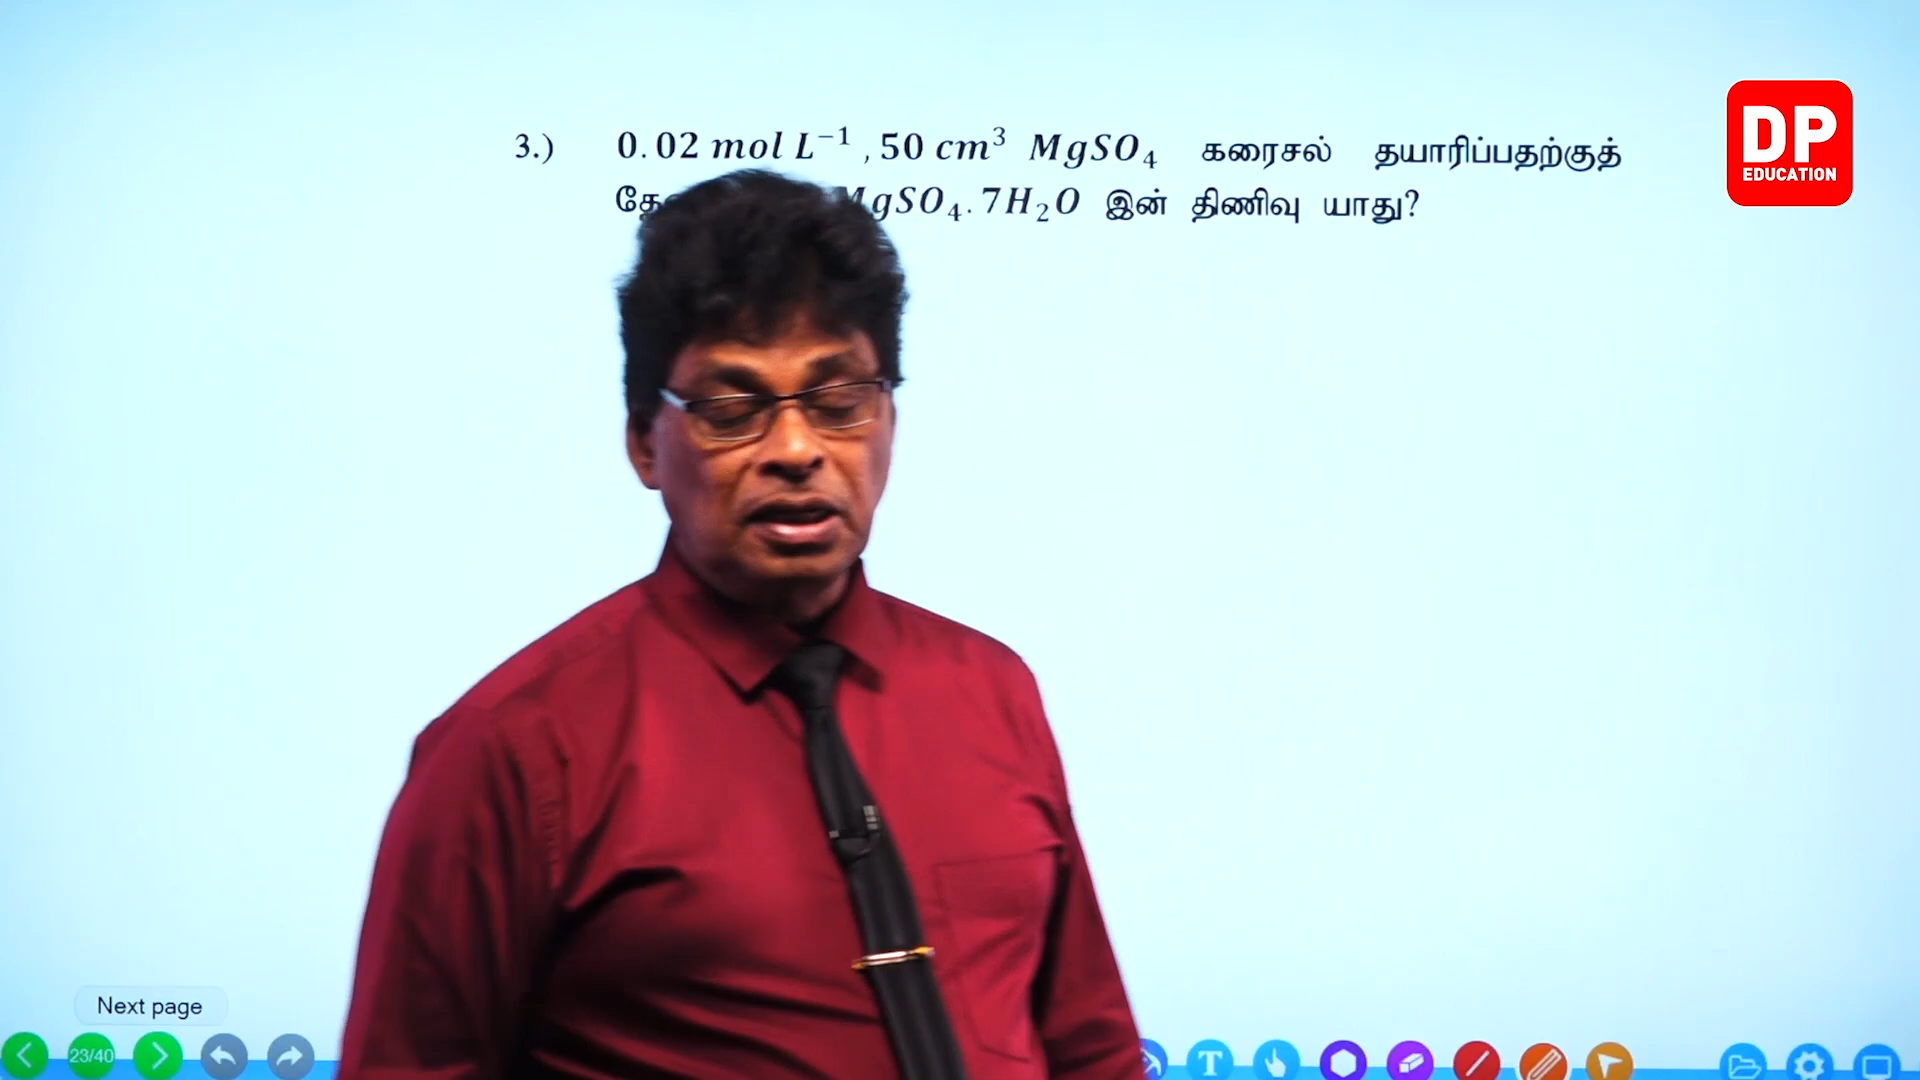 3.) 0.02 mol L⁻¹ , 50 cm³ MgSO₄ கரைசல் தயாரிப்பதற்குத்
MgSO₄. 7H₂O இன் திணிவு யாது?
DP
EDUCATION
Next page
23/40
T